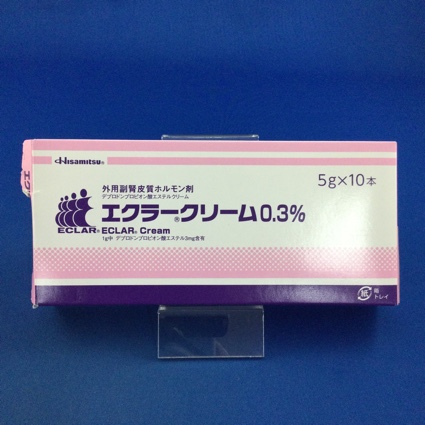 Hisamitsu®
外用副腎皮質ホルモン剤
デプロドンプロピオン酸エステルクリーム
5g×10本
エクラー®クリーム0.3%
ECLAR® ECLAR® Cream
1g中 デプロドンプロピオン酸エステル3mg含有
紙
箱
トレイ